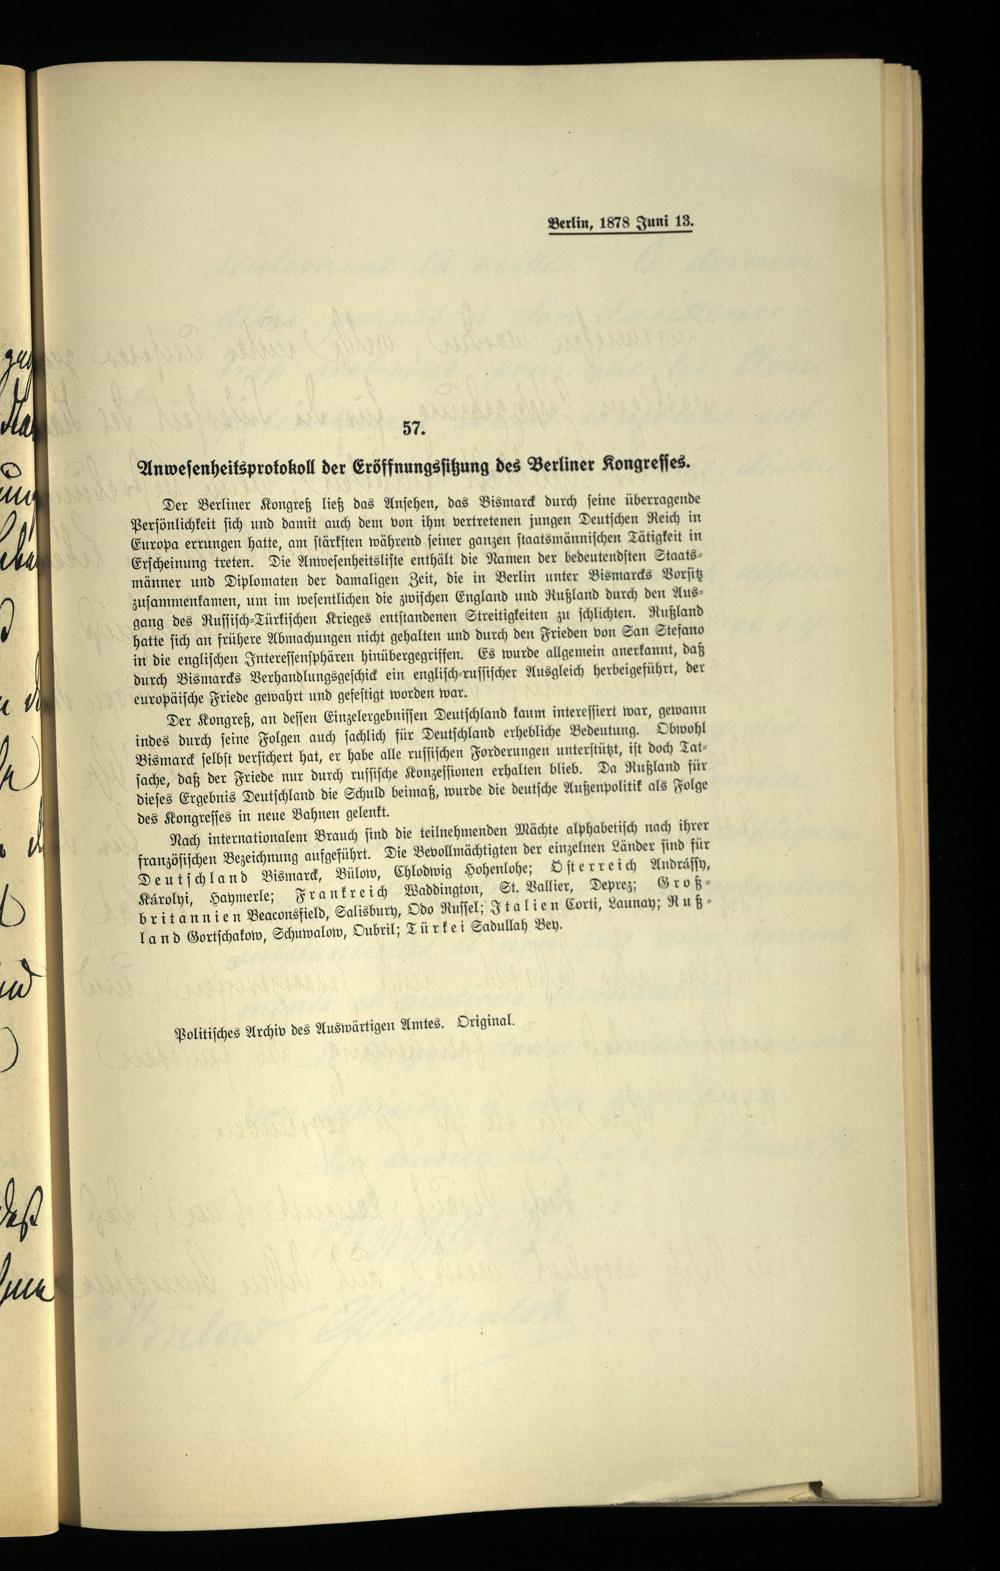 Berlin, 1878 Juni 13.
57.
Anwesenheitsprotokoll der Eröffnungssitzung des Berliner Kongresses.
Der Berliner Kongreß ließ das Ansehen, das Bismarck durch seine überragende
Persönlichkeit sich und damit auch dem von ihm vertretenen jungen Deutschen Reich in
Europa errungen hatte, am stärksten während seiner ganzen staatsmännischen Tätigkeit in
Erscheinung treten. Die Anwesenheitsliste enthält die Namen der bedeutendsten Staats-
männer und Diplomaten der damaligen Zeit, die in Berlin unter Bismarcks Vorsitz
zusammenkamen, um im wesentlichen die zwischen England und Rußland durch den Aus-
gang des Russisch-Türkischen Krieges entstandenen Streitigkeiten zu schlichten. Rußland
hatte sich an frühere Abmachungen nicht gehalten und durch den Frieden von San Stefano
in die englischen Interessensphären hinübergegriffen. Es wurde allgemein anerkannt, daß
durch Bismarcks Verhandlungsgeschick ein englisch-russischer Ausgleich herbeigeführt, der
europäische Friede gewahrt und gefestigt worden war.
Der Kongreß, an dessen Einzelergebnissen Deutschland kaum interessiert war, gewann
indes durch seine Folgen auch sachlich für Deutschland erhebliche Bedeutung. Obwohl
Bismarck selbst versichert hat, er habe alle russischen Forderungen unterstützt, ist doch Tat-
sache, daß der Friede nur durch russische Konzessionen erhalten blieb. Da Rußland für
dieses Ergebnis Deutschland die Schuld beimaß, wurde die deutsche Außenpolitik als Folge
des Kongresses in neue Bahnen gelenkt.
Nach internationalem Brauch sind die teilnehmenden Mächte alphabetisch nach ihrer
französischen Bezeichnung aufgeführt. Die Bevollmächtigten der einzelnen Länder sind für
Deutschland Bismarck, Bülow, Chlodwig Hohenlohe; Österreich Andrássy,
Károlyi, Haymerle; Frankreich Waddington, St. Vallier, Deprez; Groß-
britannien Beaconsfield, Salisbury, Odo Russel; Italien Corti, Launay; Ruß-
land Gortschakow, Schuwalow, Oubril; Türkei Sadullah Bey.
Politisches Archiv des Auswärtigen Amtes. Original.